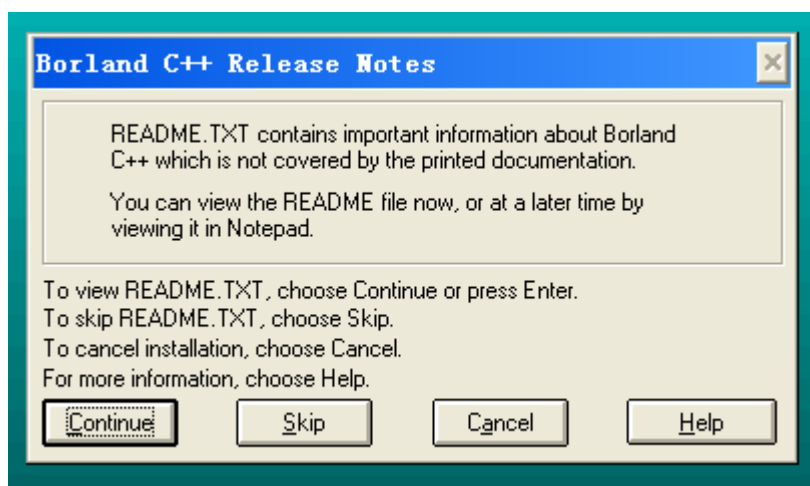 Borland C++ Release Notes
README.TXT contains important information about Borland
C++ which is not covered by the printed documentation.
You can view the README file now, or at a later time by
viewing it in Notepad.
To view README.TXT, choose Continue or press Enter.
To skip README.TXT, choose Skip.
To cancel installation, choose Cancel.
For more information, choose Help.
Continue Skip Cancel Help